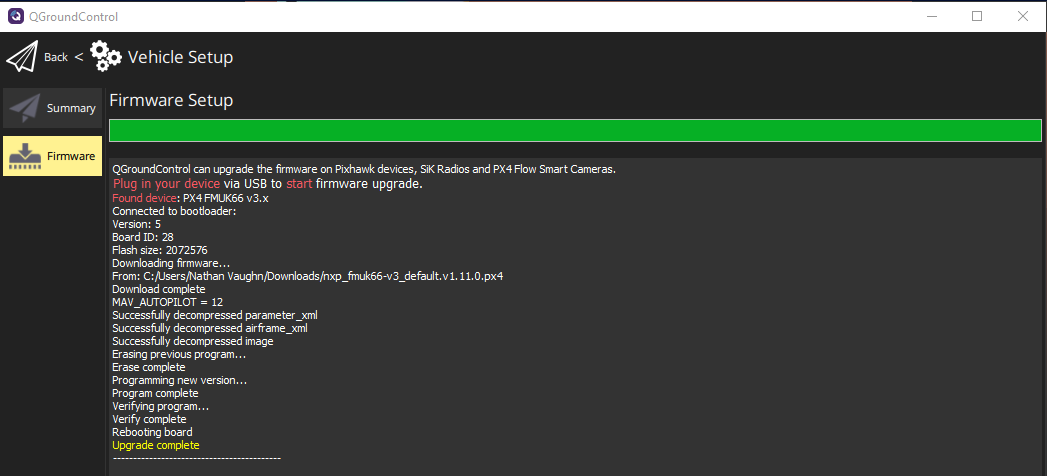 QGroundControl
Back < Vehicle Setup
Summary
Firmware
Firmware Setup
QGroundControl can upgrade the firmware on Pixhawk devices, SiK Radios and PX4 Flow Smart Cameras.
Plug in your device via USB to start firmware upgrade.
Found device: PX4 FMUK66 v3.x
Connected to bootloader:
Version: 5
Board ID: 28
Flash size: 2072576
Downloading firmware...
From: C:/Users/Nathan Vaughn/Downloads/nxp_fmuk66-v3_default.v1.11.0.px4
Download complete
MAV_AUTOPILOT = 12
Successfully decompressed parameter_xml
Successfully decompressed airframe_xml
Successfully decompressed image
Erasing previous program...
Erase complete
Programming new version...
Program complete
Verifying program...
Verify complete
Rebooting board
Upgrade complete
------------------------------------------